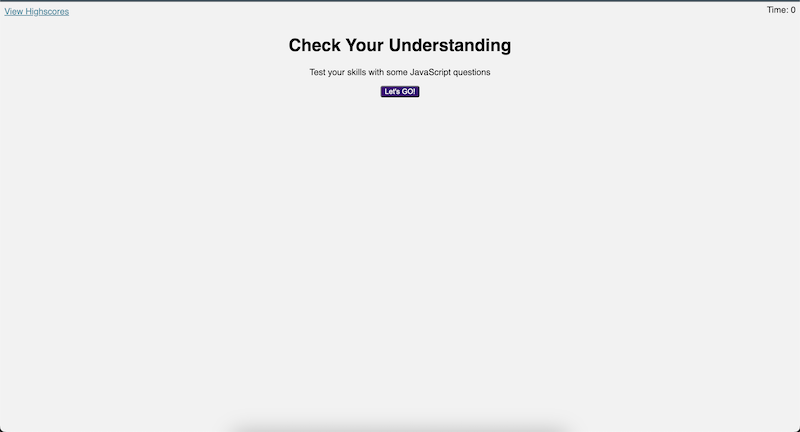 View Highscores
Time: 0
Check Your Understanding
Test your skills with some JavaScript questions
Let's GO!